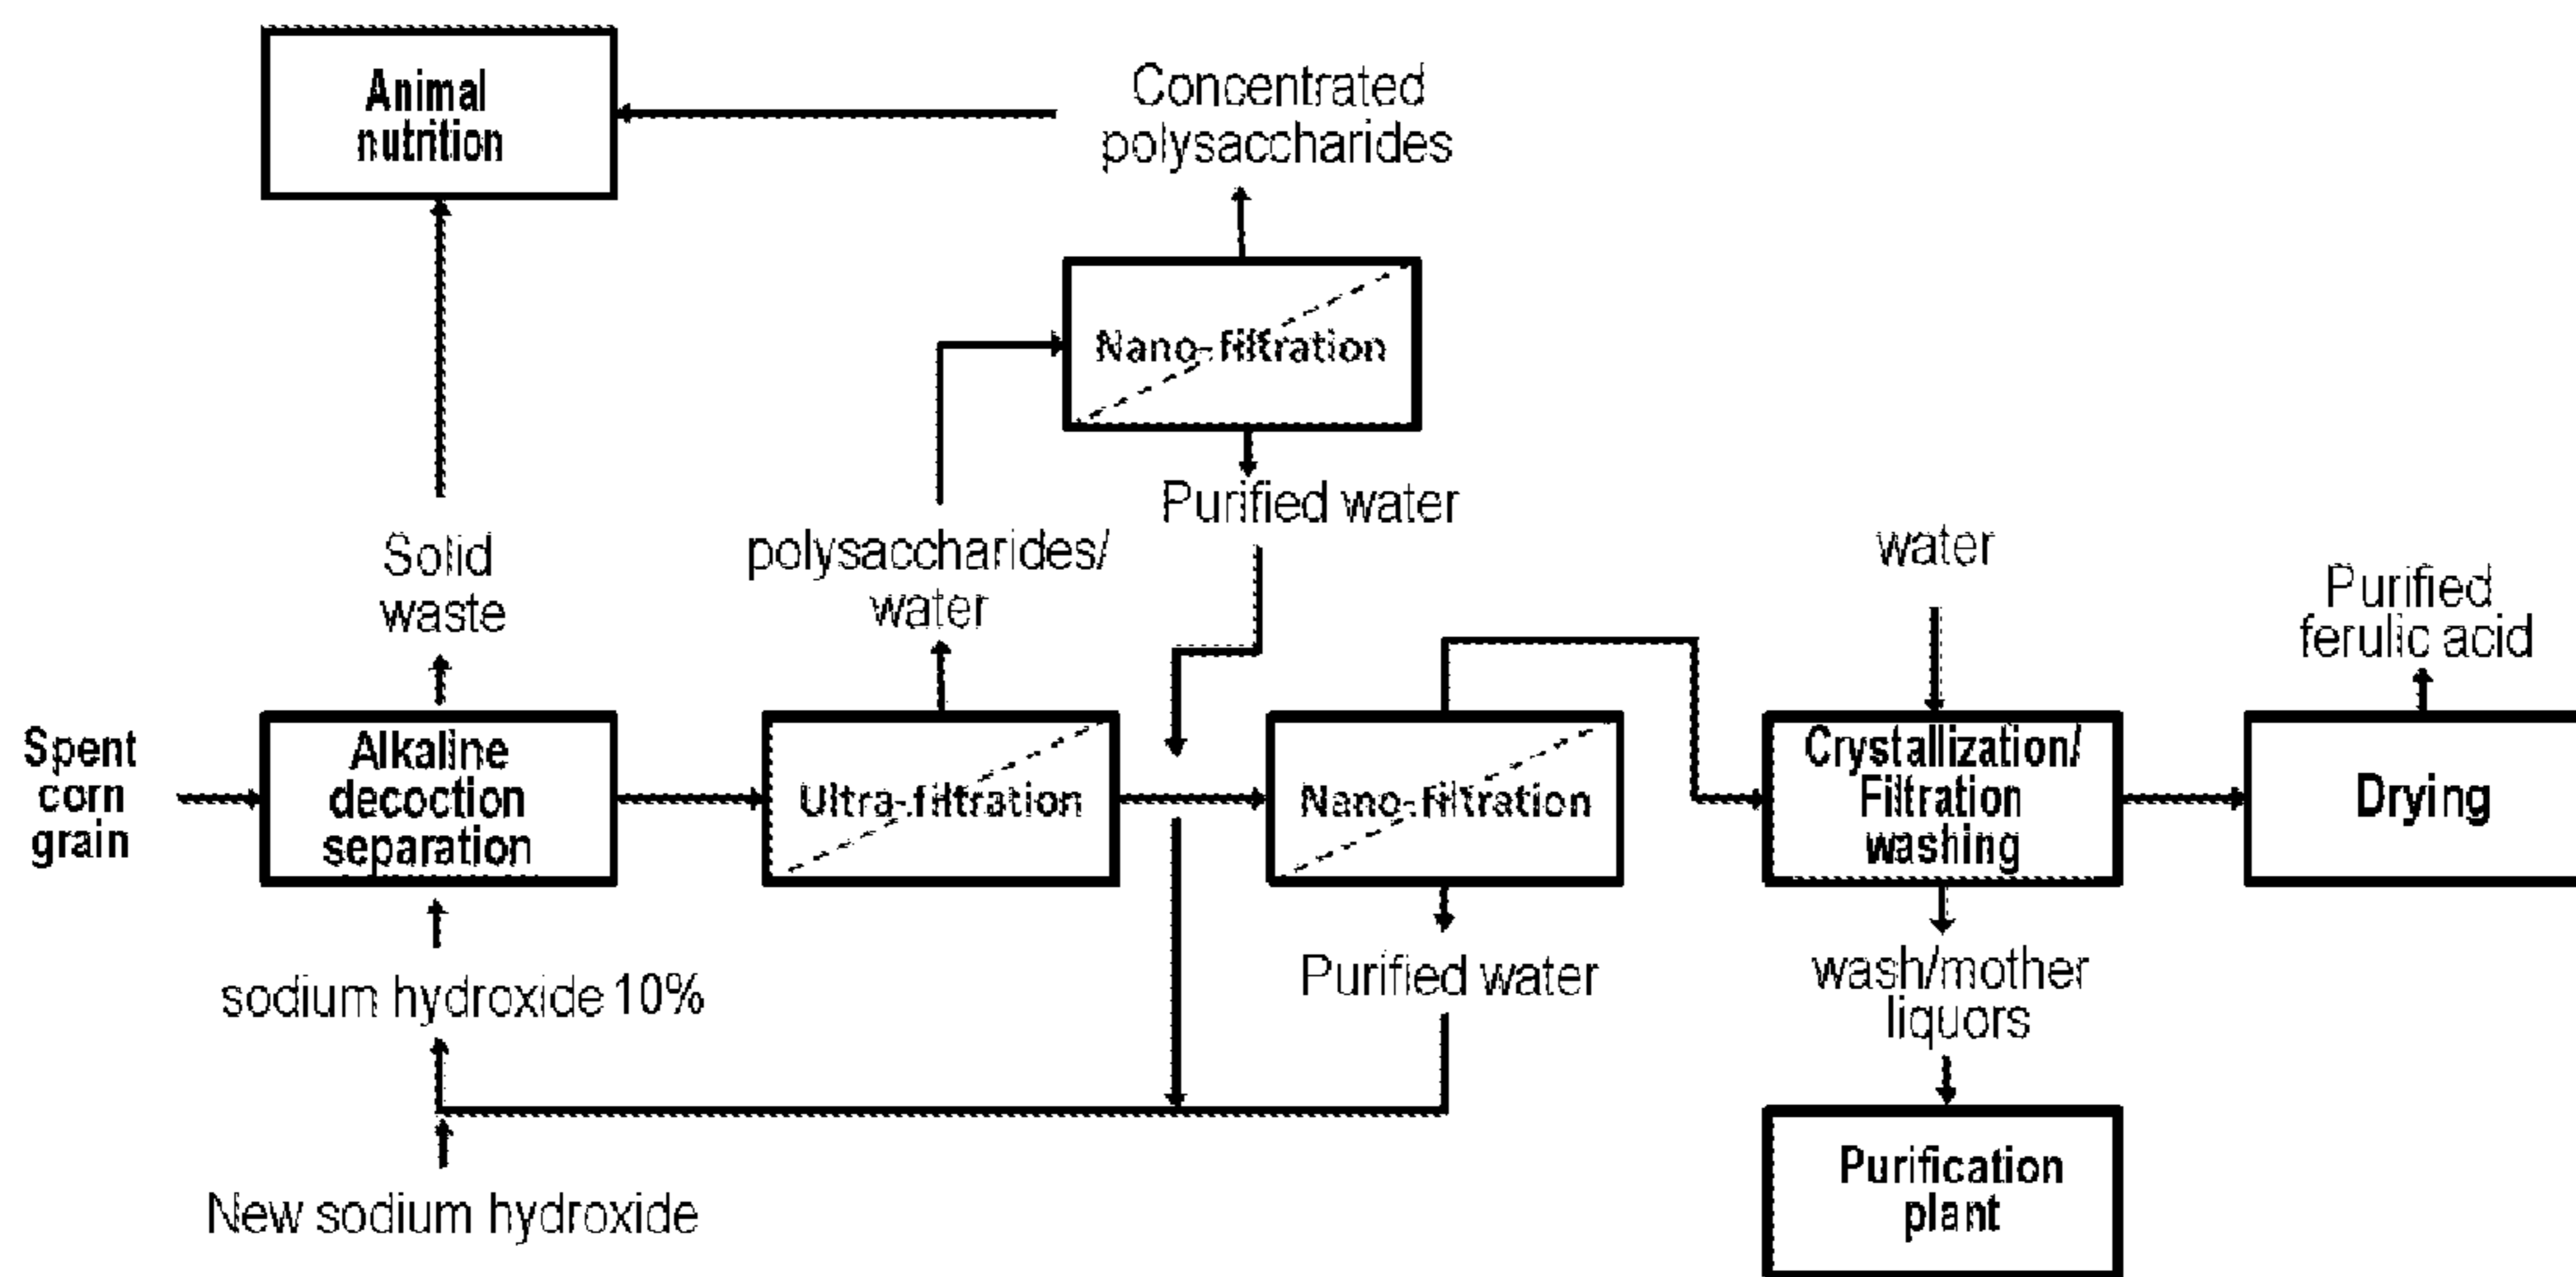 Animal
nutrition
Concentrated
polysaccharides
Nano-filtration
Purified water
Solid
waste
polysaccharides/
water
water
Purified
ferulic acid
Spent
corn
grain
Alkaline
decoction
separation
Ultra-filtration
Nano-filtration
Crystallization/
Filtration
washing
Drying
sodium hydroxide 10%
Purified water
wash/mother
liquors
New sodium hydroxide
Purification
plant